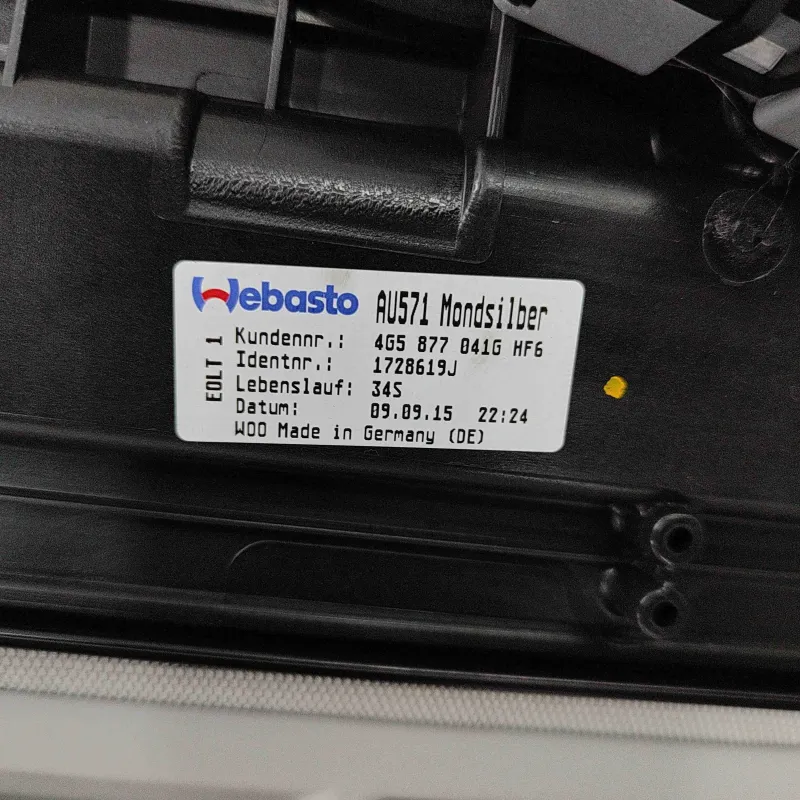 Webasto AU571 Mondsilber
EOLT 1
Kundennr.: 4G5 877 041G HF6
Identnr.: 1728619J
Lebenslauf: 34S
Datum: 09.09.15 22:24
WOO Made in Germany (DE)